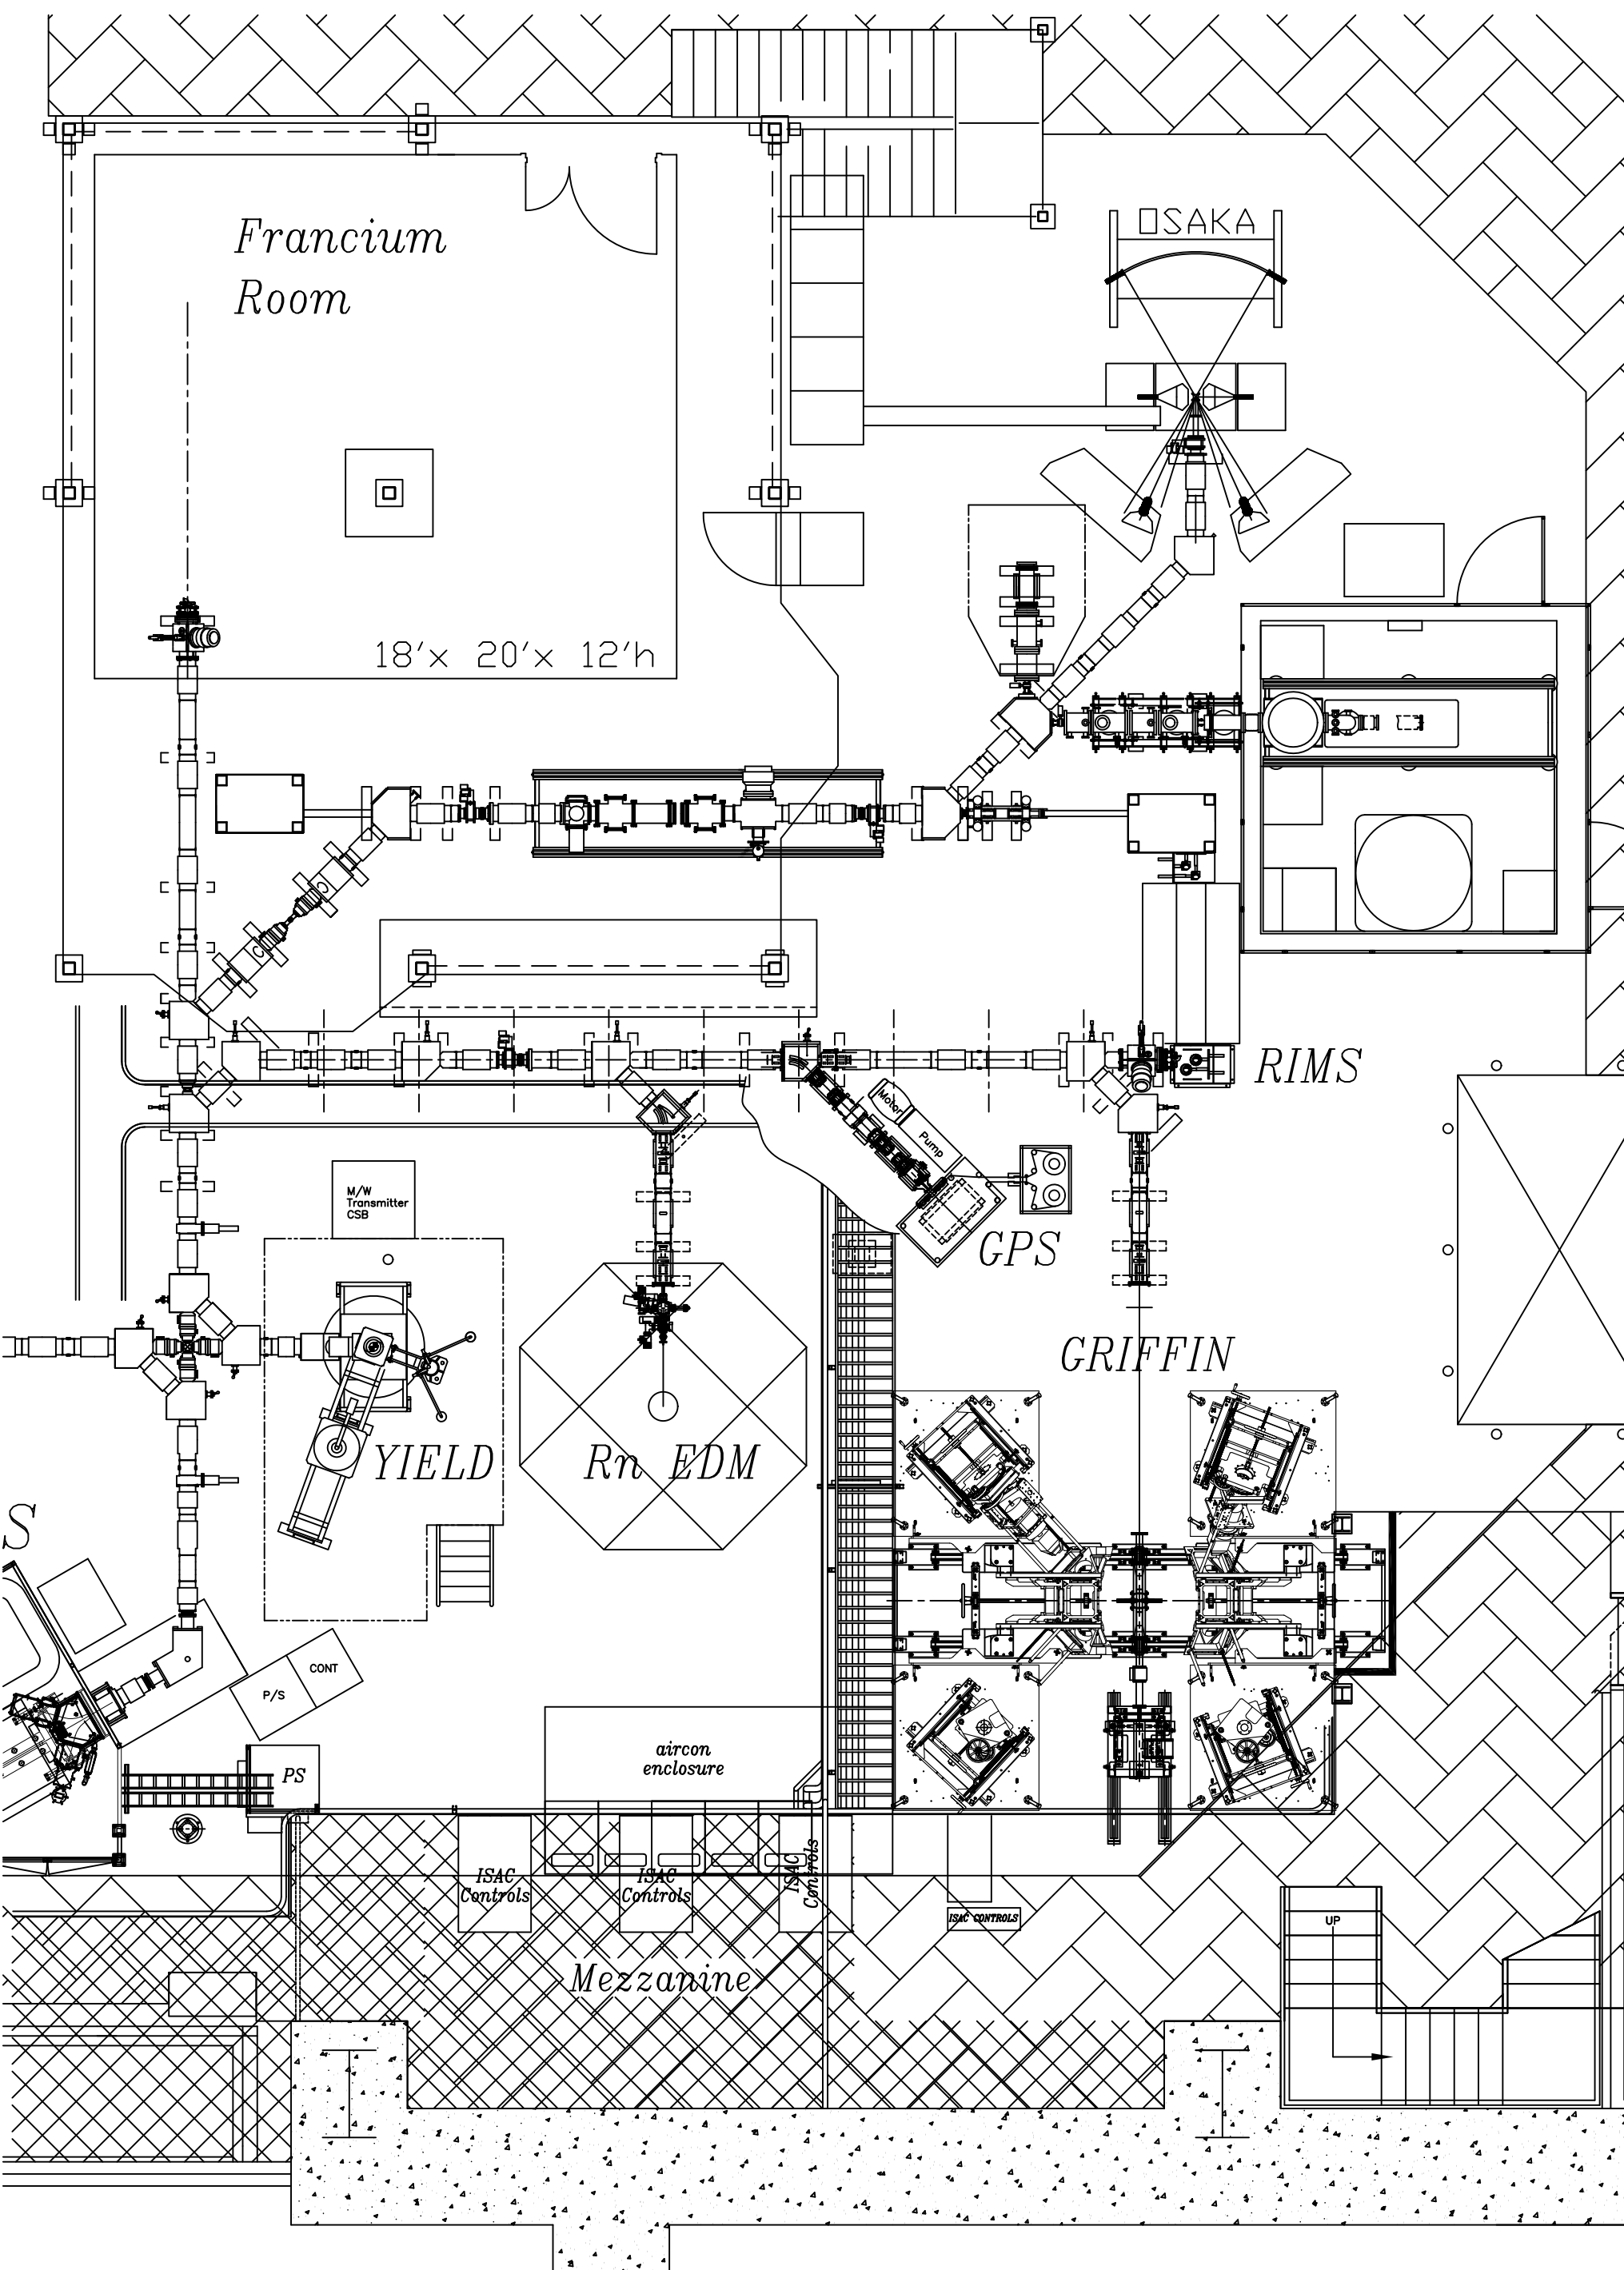 OSAKA
Francium
Room
18'x 20'x 12'h
RIMS
Motor
Pump
M/W
Transmitter
CSB
GPS
GRIFFIN
YIELD
Rn EDM
S
CONT
P/S
PS
aircon
enclosure
ISAC
Controls
ISAC
Controls
ISAC
Controls
ISAC CONTROLS
UP
Mezzanine